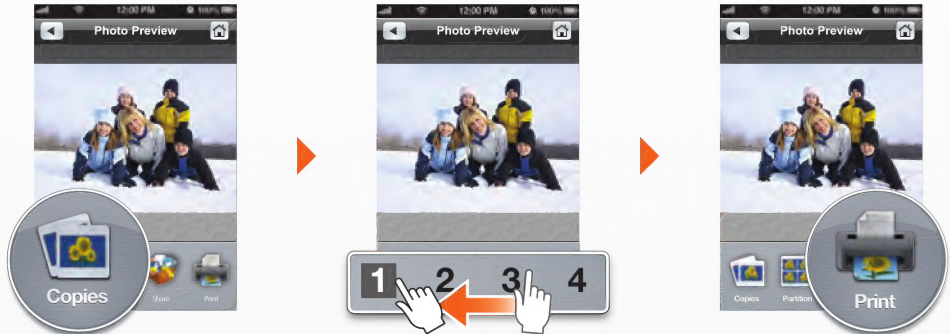 12:00 PM 100%
Photo Preview
Copies
Share
Print
12:00 PM 100%
Photo Preview
1 2 3 4
12:00 PM 100%
Photo Preview
Copies
Partition
Print